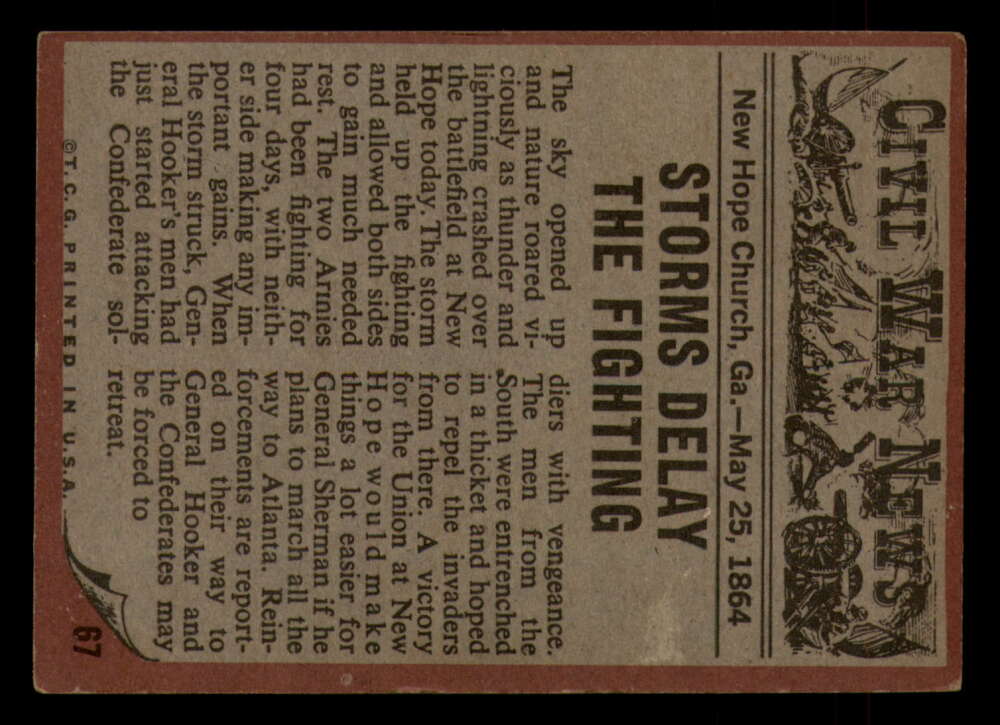 CIVIL WAR NEWS
New Hope Church, Ga.—May 25, 1864
STORMS DELAY
THE FIGHTING
The sky opened up
and nature roared vi-
ciously as thunder and
lightning crashed over
the battlefield at New
Hope today. The storm
held up the fighting
and allowed both sides
to gain much needed
rest. The two Armies
had been fighting for
four days, with neith-
er side making any im-
portant gains. When
the storm struck, Gen-
eral Hooker's men had
just started attacking
the Confederate sol-
diers with vengeance.
The men from the
South were entrenched
in a thicket and hoped
to repel the invaders
from there. A victory
for the Union at New
Hope would make
things a lot easier for
General Sherman if he
plans to march all the
way to Atlanta. Rein-
forcements are report-
ed on their way to
General Hooker and
the Confederates may
be forced to
retreat.
©T. C. G. PRINTED IN U.S.A.
67